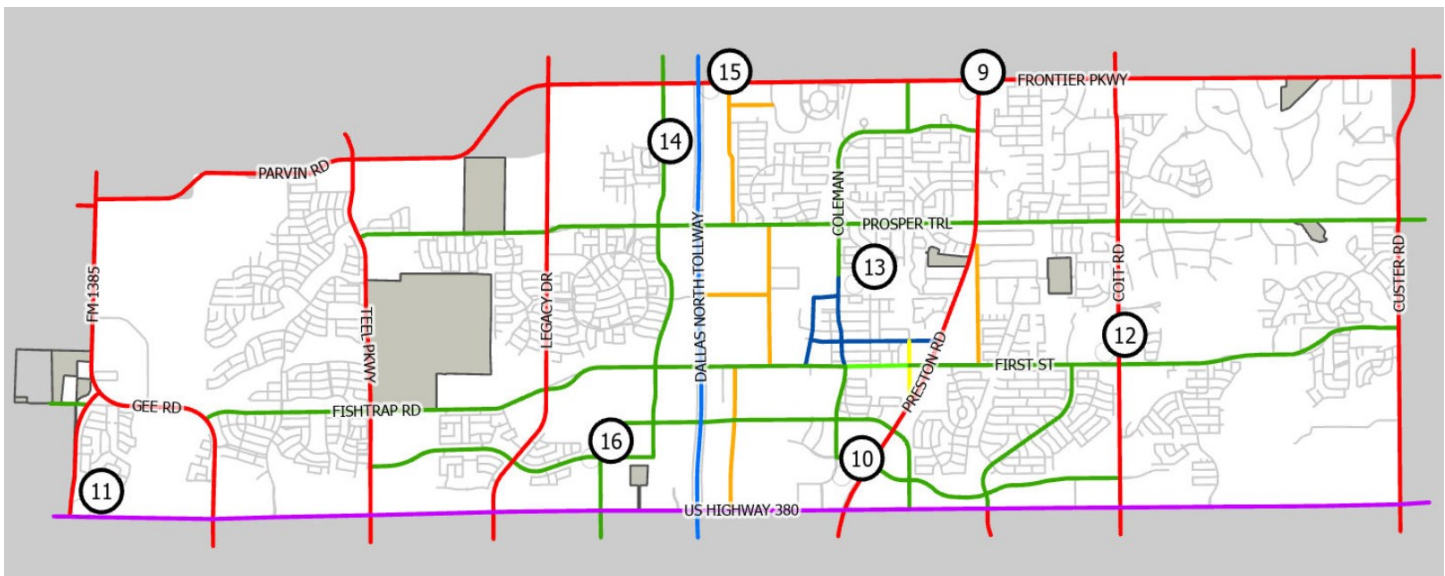 15
9
FRONTIER PKWY
14
PARVIN RD
COLEMAN
PROSPER TRL
DALLAS NORTH TOLLWAY
13
FM 1385
TEEL PKWY
LEGACY DR
COIT RD
CUSTER RD
12
PRESTON RD
FIRST ST
GEE RD
FISHTRAP RD
16
10
11
US HIGHWAY 380